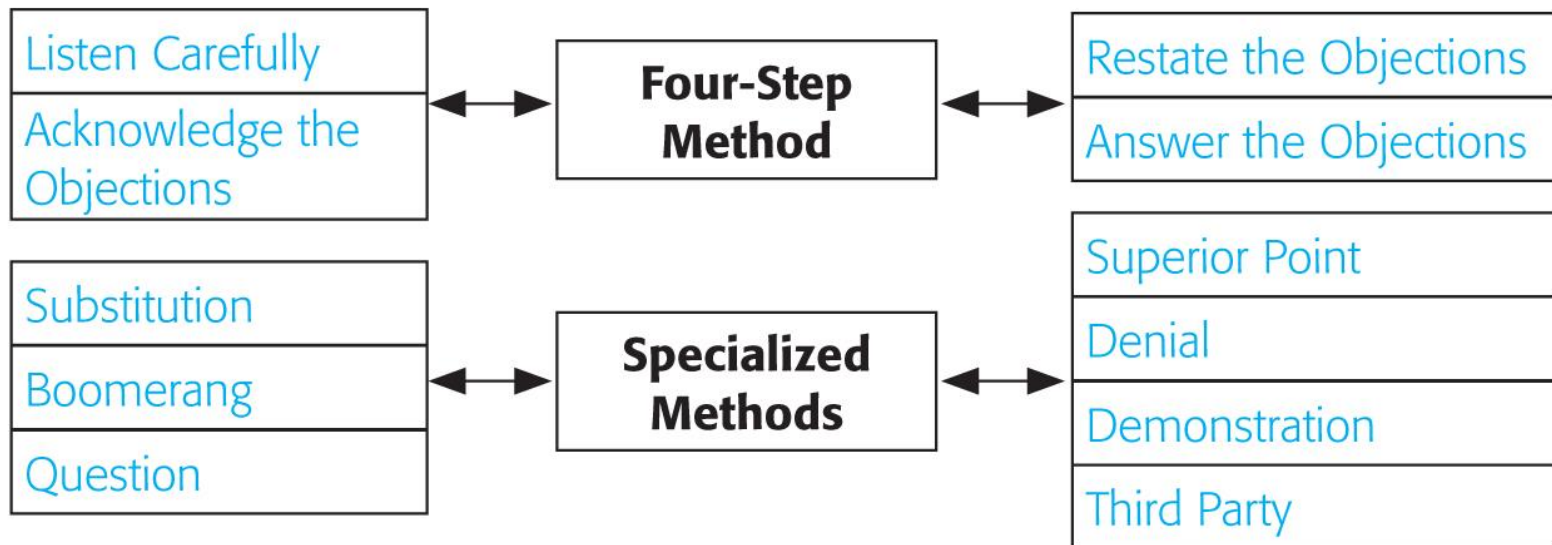 Listen Carefully
Acknowledge the
Objections
Four-Step
Method
Restate the Objections
Answer the Objections
Substitution
Boomerang
Question
Specialized
Methods
Superior Point
Denial
Demonstration
Third Party